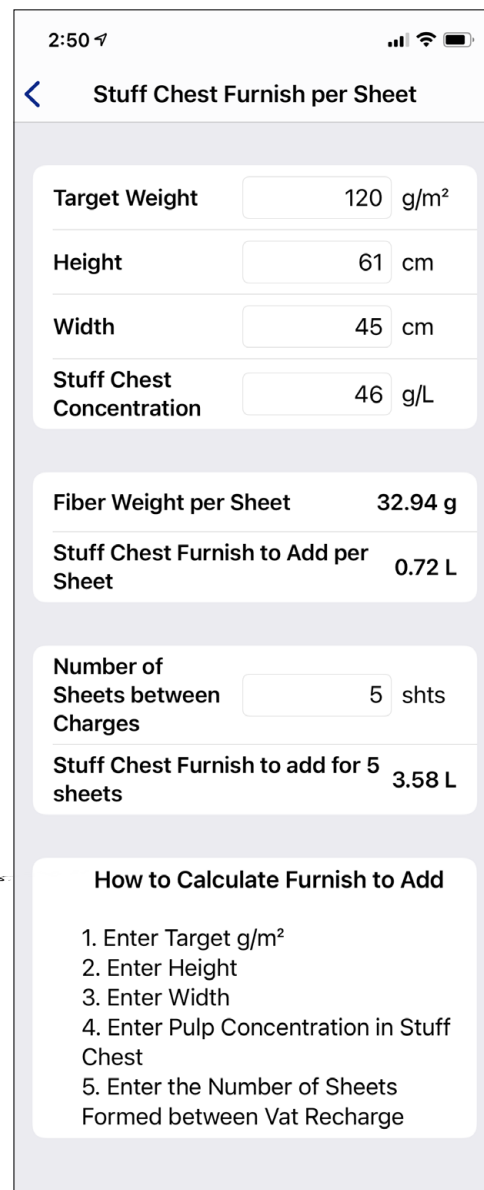 2:50
Stuff Chest Furnish per Sheet
Target Weight 120 g/m²
Height 61 cm
Width 45 cm
Stuff Chest
Concentration 46 g/L
Fiber Weight per Sheet 32.94 g
Stuff Chest Furnish to Add per
Sheet 0.72 L
Number of
Sheets between 5 shts
Charges
Stuff Chest Furnish to add for 5
sheets 3.58 L
How to Calculate Furnish to Add
1. Enter Target g/m²
2. Enter Height
3. Enter Width
4. Enter Pulp Concentration in Stuff
Chest
5. Enter the Number of Sheets
Formed between Vat Recharge